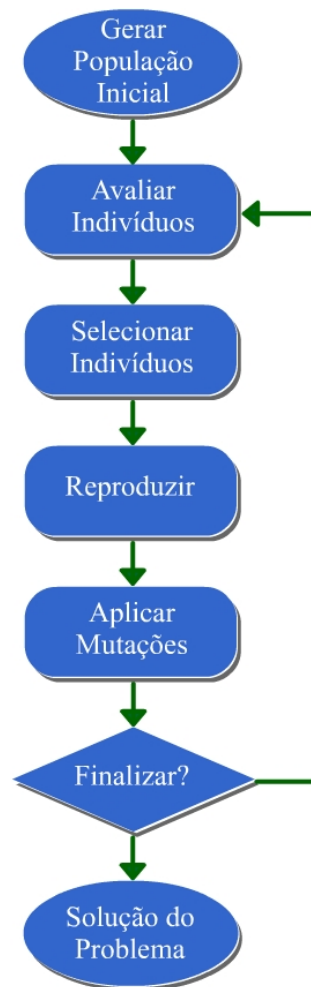 Gerar
População
Inicial
Avaliar
Indivíduos
Selecionar
Indivíduos
Reproduzir
Aplicar
Mutações
Finalizar?
Solução do
Problema